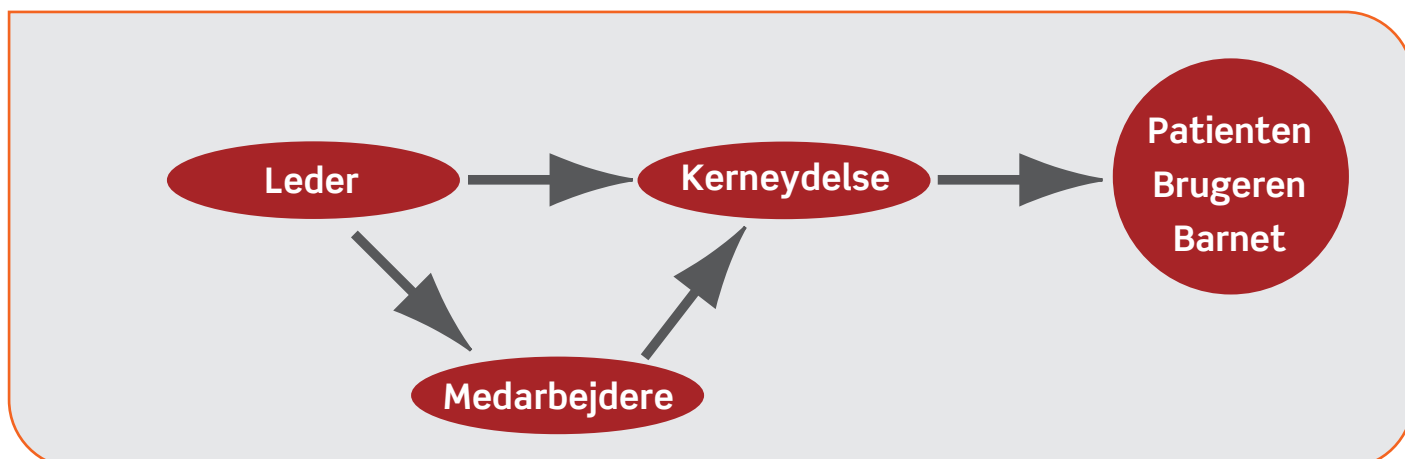 Leder
Kerneydelse
Patienten
Brugeren
Barnet
Medarbejdere